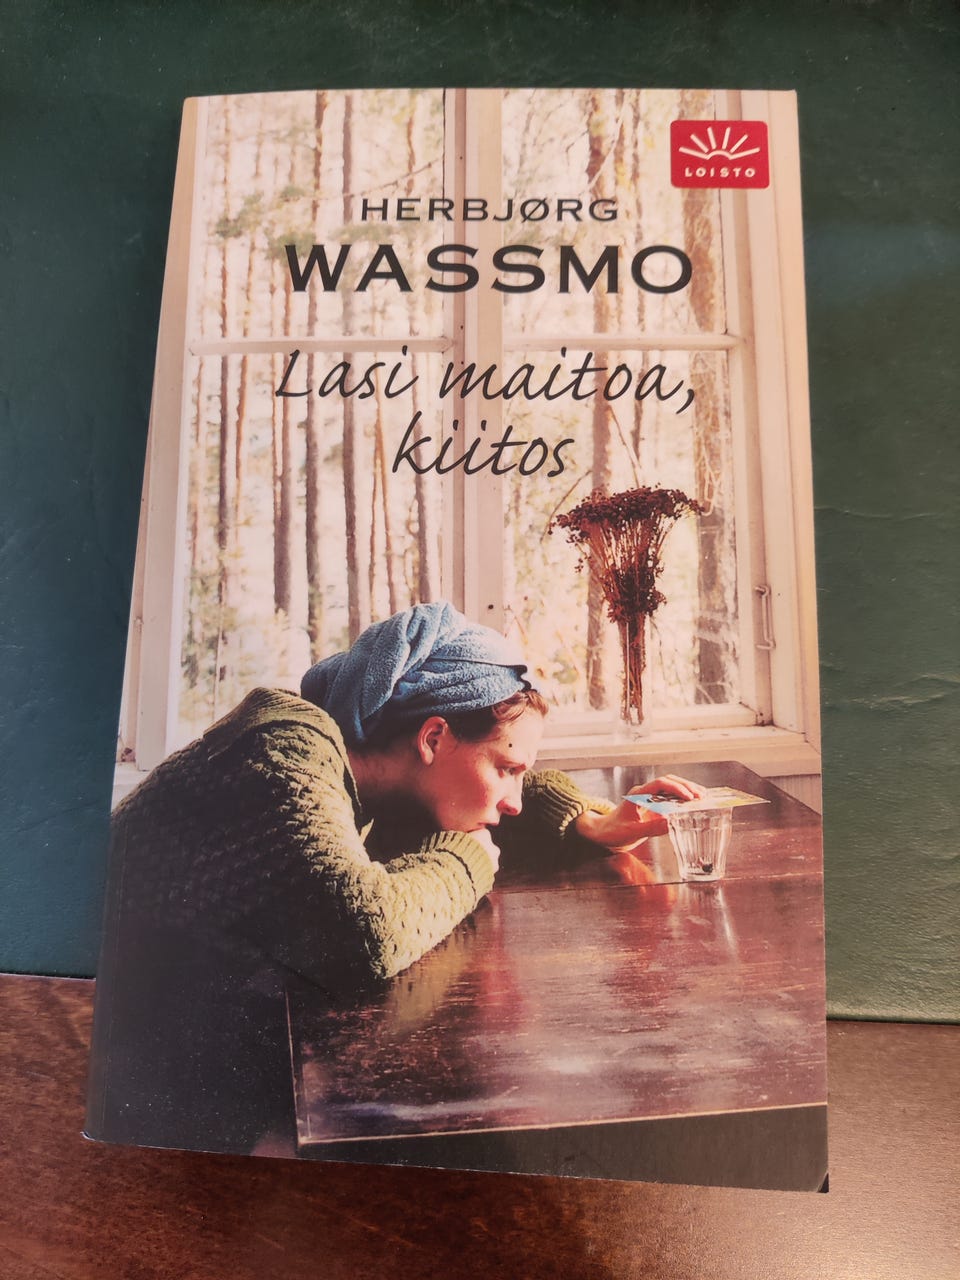 LOISTO
HERBJØRG
WASSMO
Lasi maitoa,
kiitos